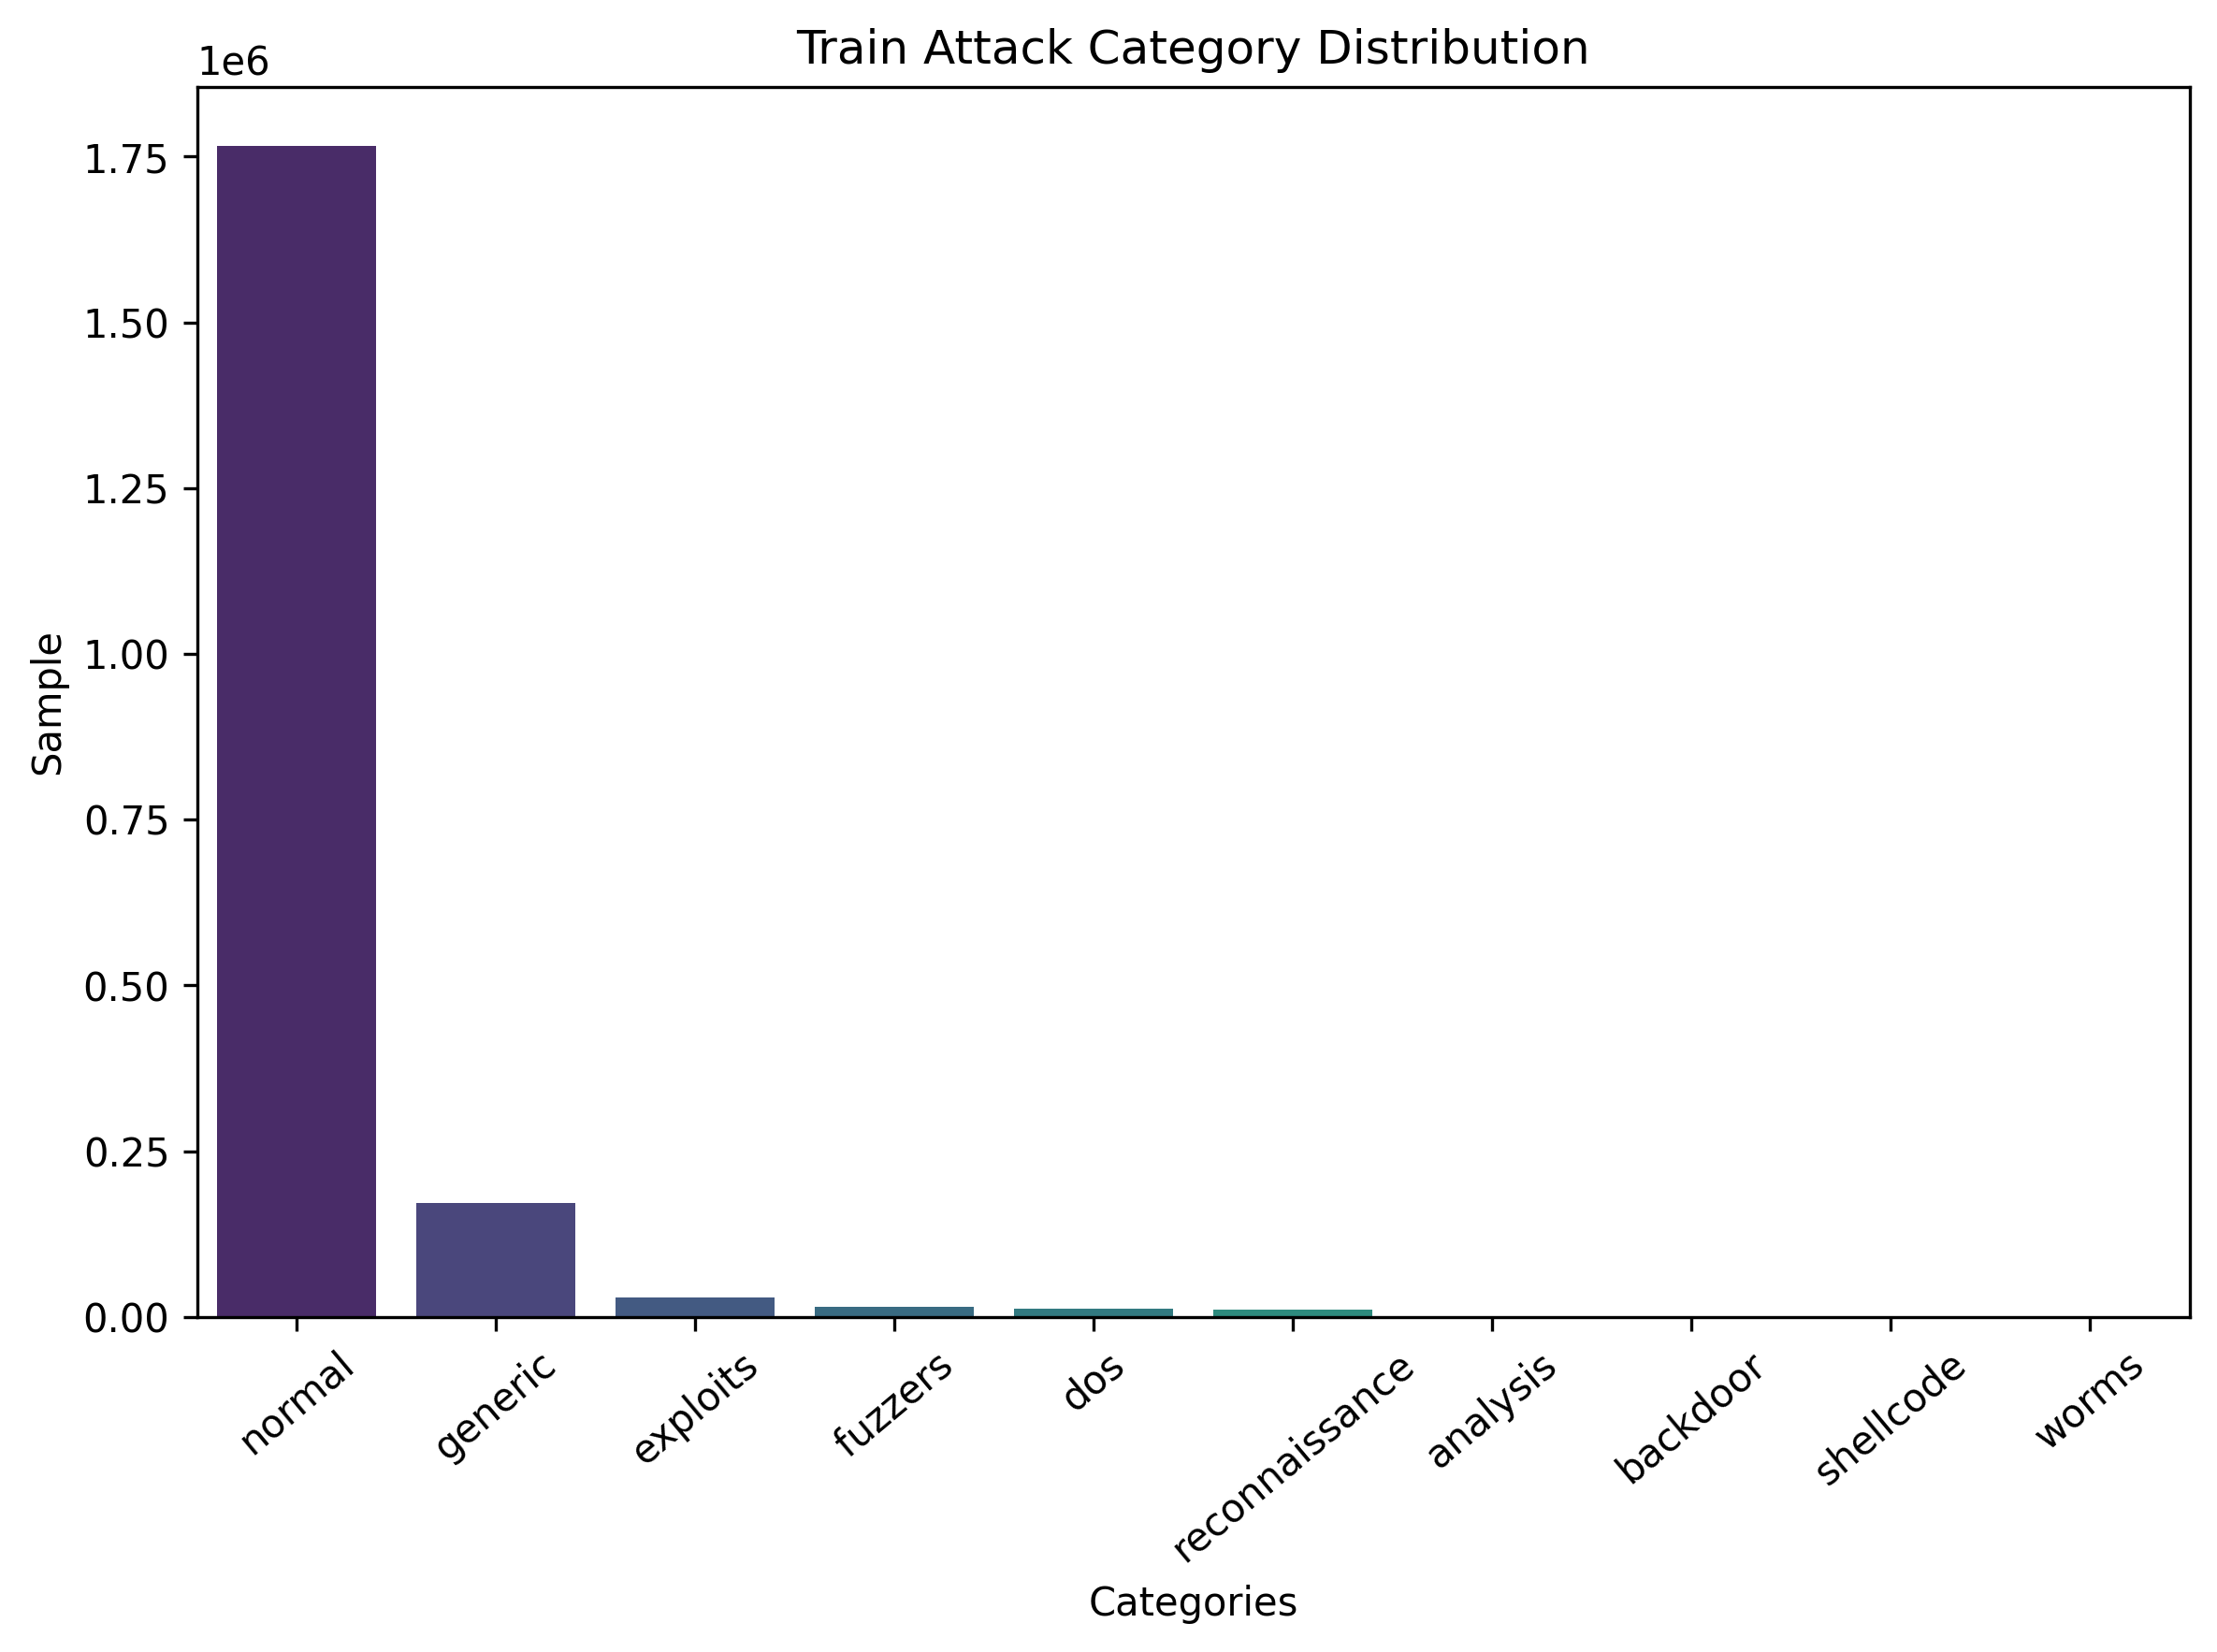 Train Attack Category Distribution
1e6
1.75
1.50
1.25
1.00
0.75
0.50
0.25
0.00
Sample
normal
generic
exploits
fuzzers
dos
reconnaissance
analysis
backdoor
shellcode
worms
Categories